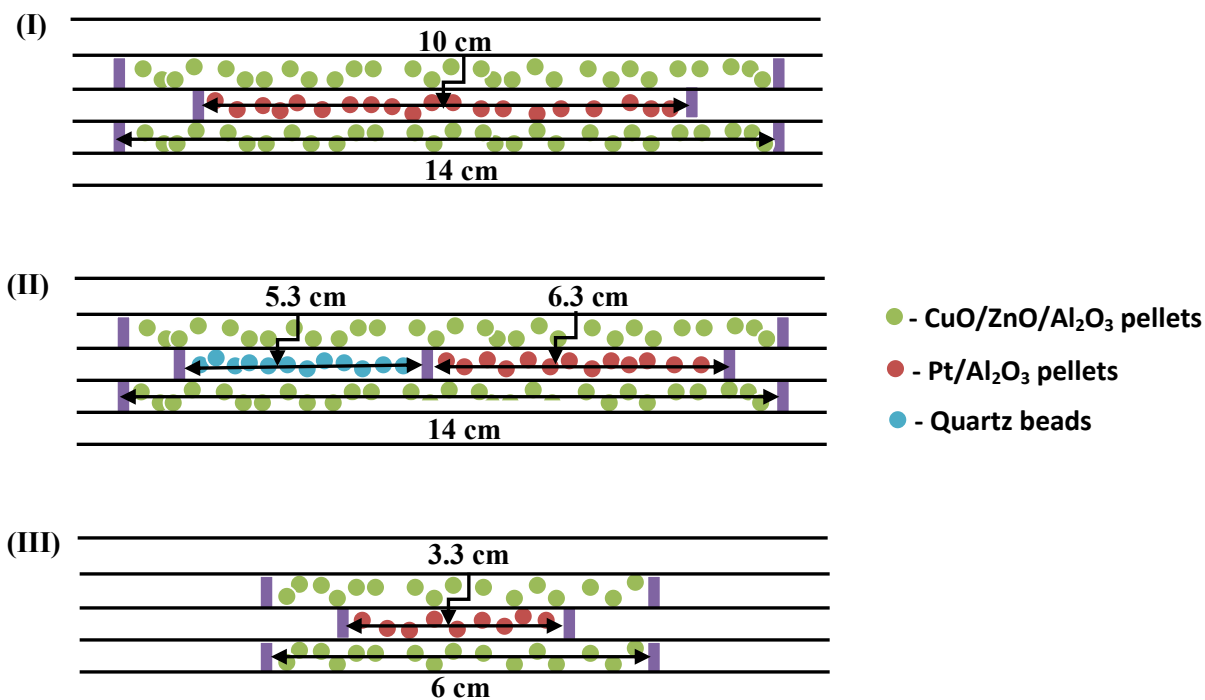 (I)
10 cm
14 cm
(II)
5.3 cm 6.3 cm
14 cm
- CuO/ZnO/Al₂O₃ pellets
- Pt/Al₂O₃ pellets
- Quartz beads
(III)
3.3 cm
6 cm